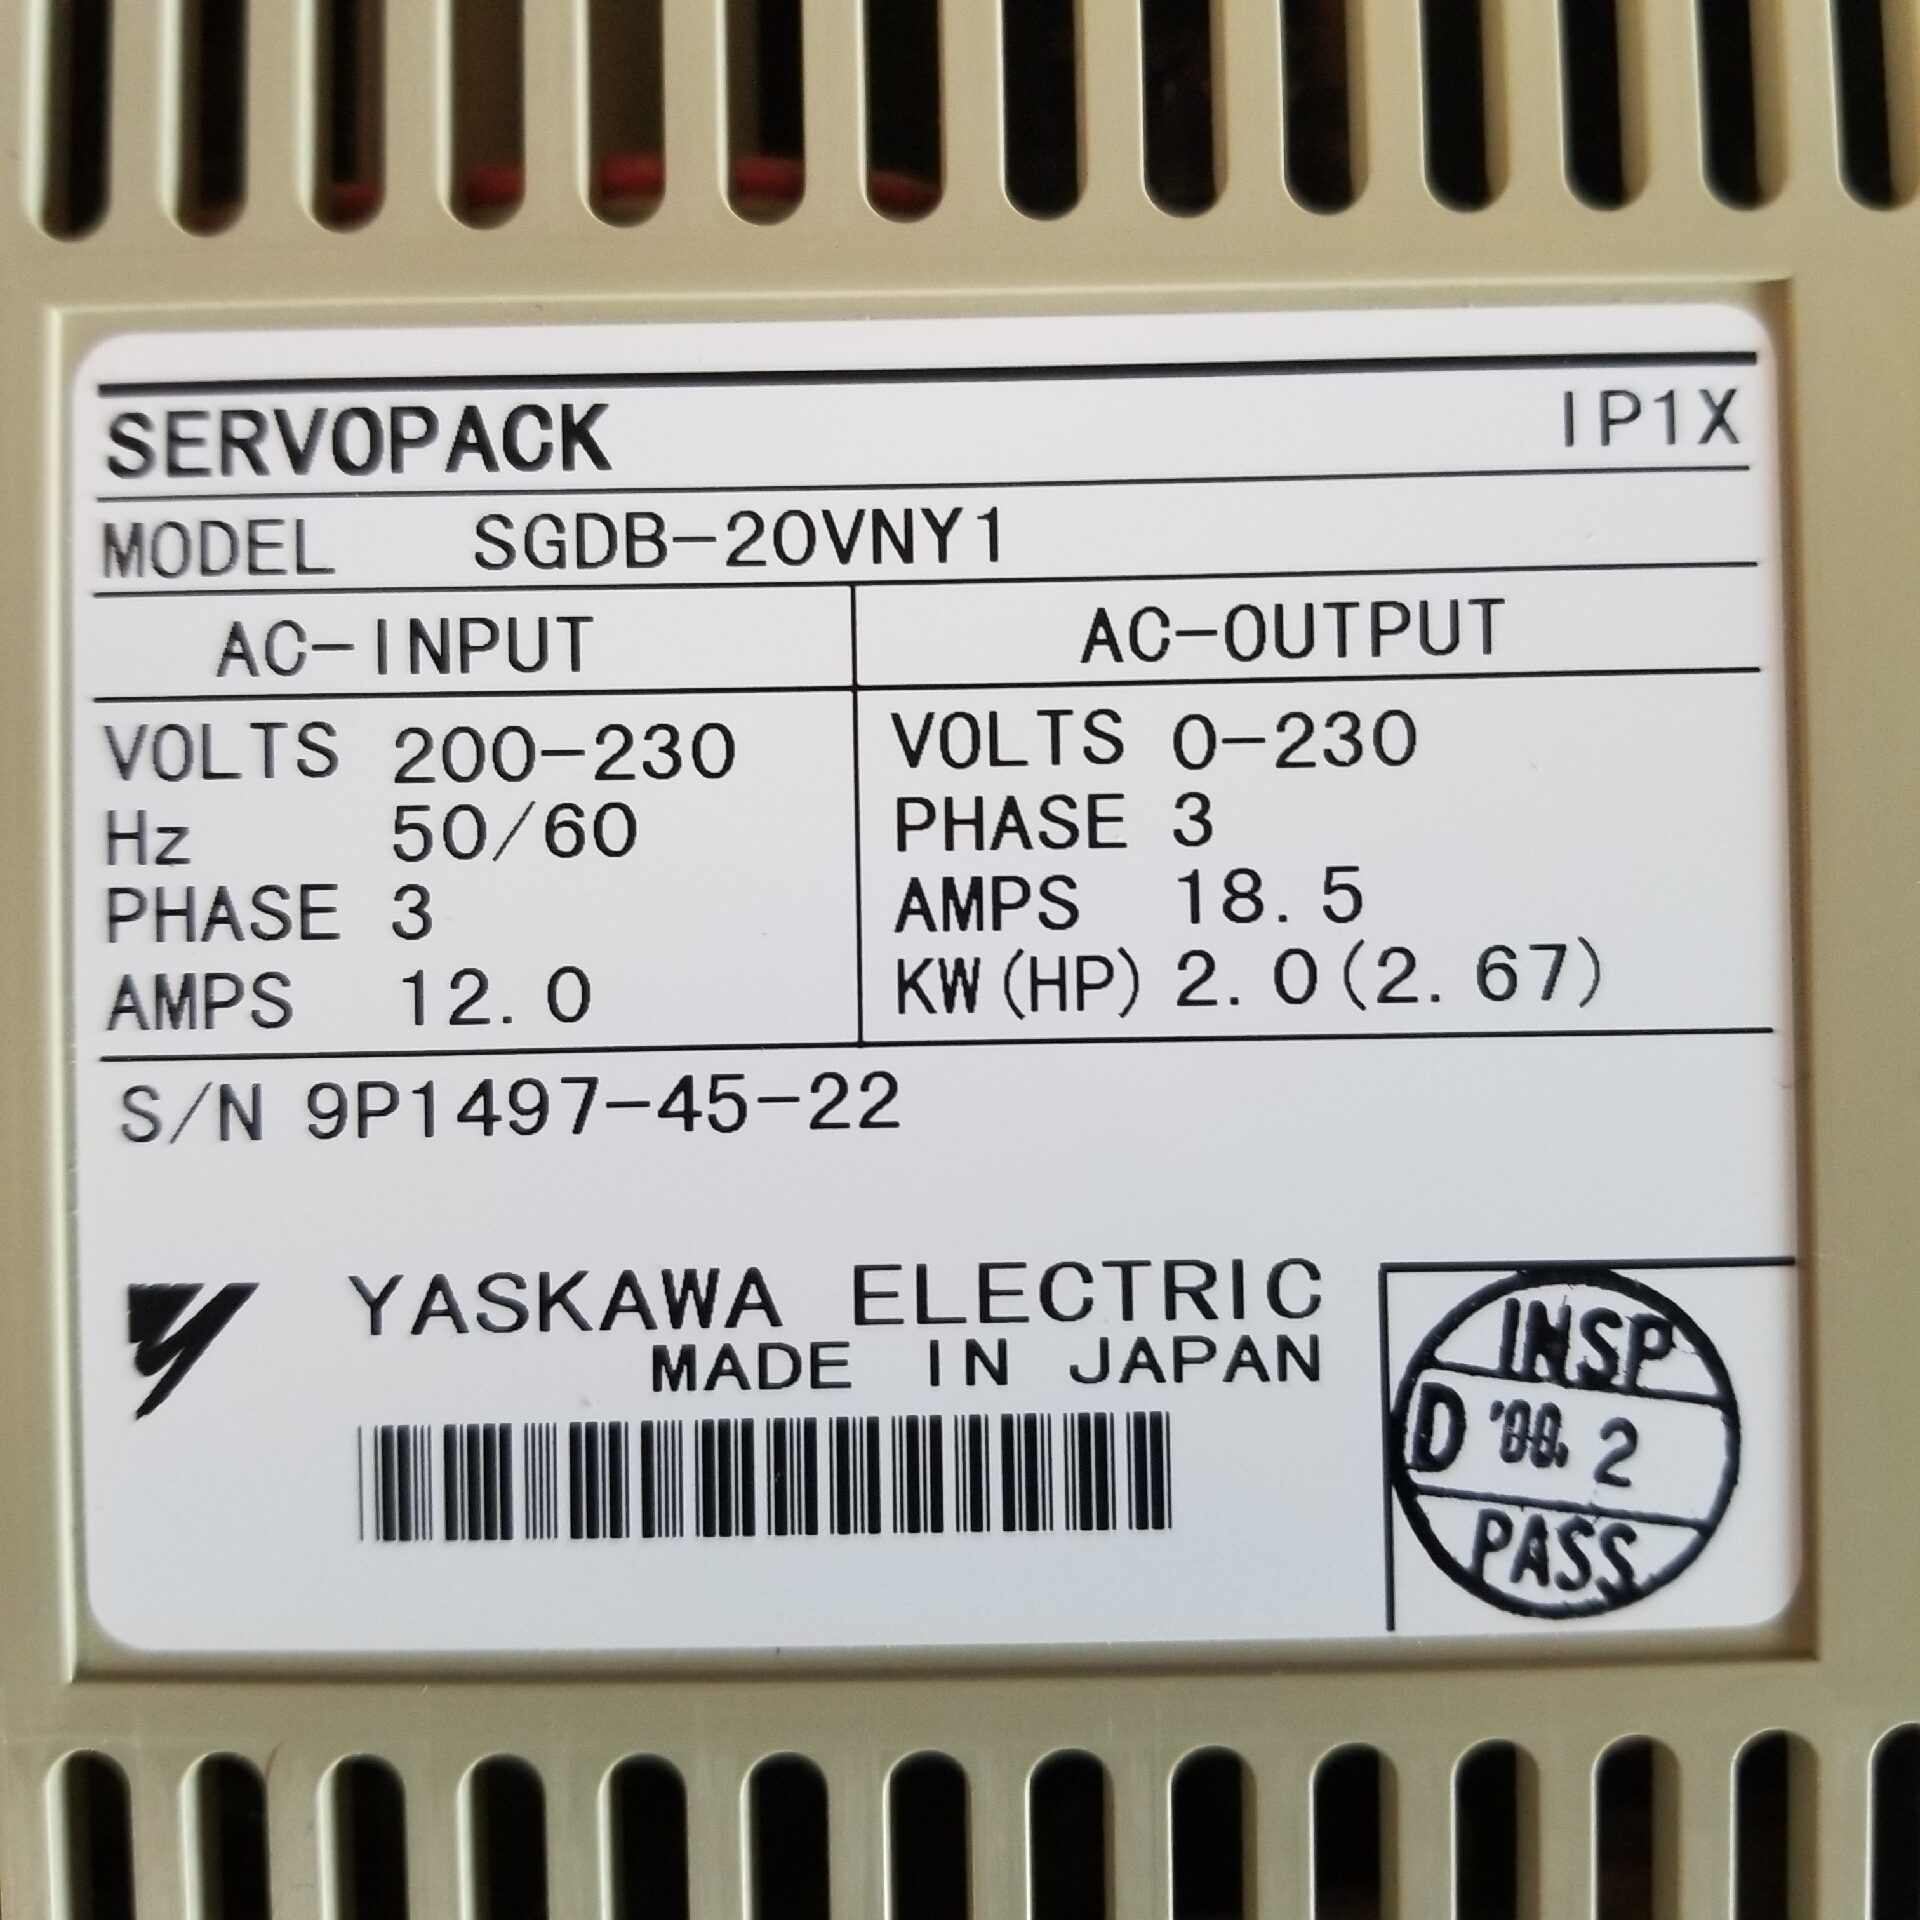 SERVOPACK IP1X
MODEL SGDB-20VNY1
AC-INPUT AC-OUTPUT
VOLTS 200-230 VOLTS 0-230
Hz 50/60 PHASE 3
PHASE 3 AMPS 18.5
AMPS 12.0 KW(HP) 2.0(2.67)
S/N 9P1497-45-22
YASKAWA ELECTRIC
MADE IN JAPAN
INSP
D '00. 2
PASS